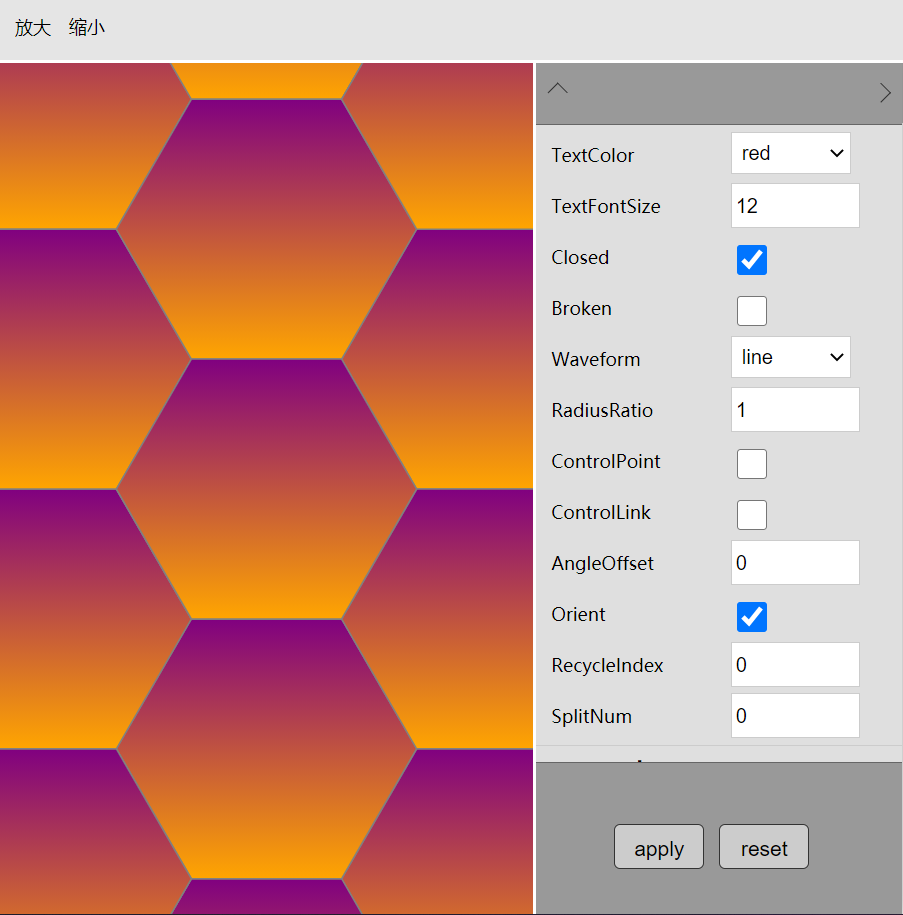 放大 缩小
TextColor red
TextFontSize 12
Closed
Broken
Waveform line
RadiusRatio 1
ControlPoint
ControlLink
AngleOffset 0
Orient
RecycleIndex 0
SplitNum 0
apply reset